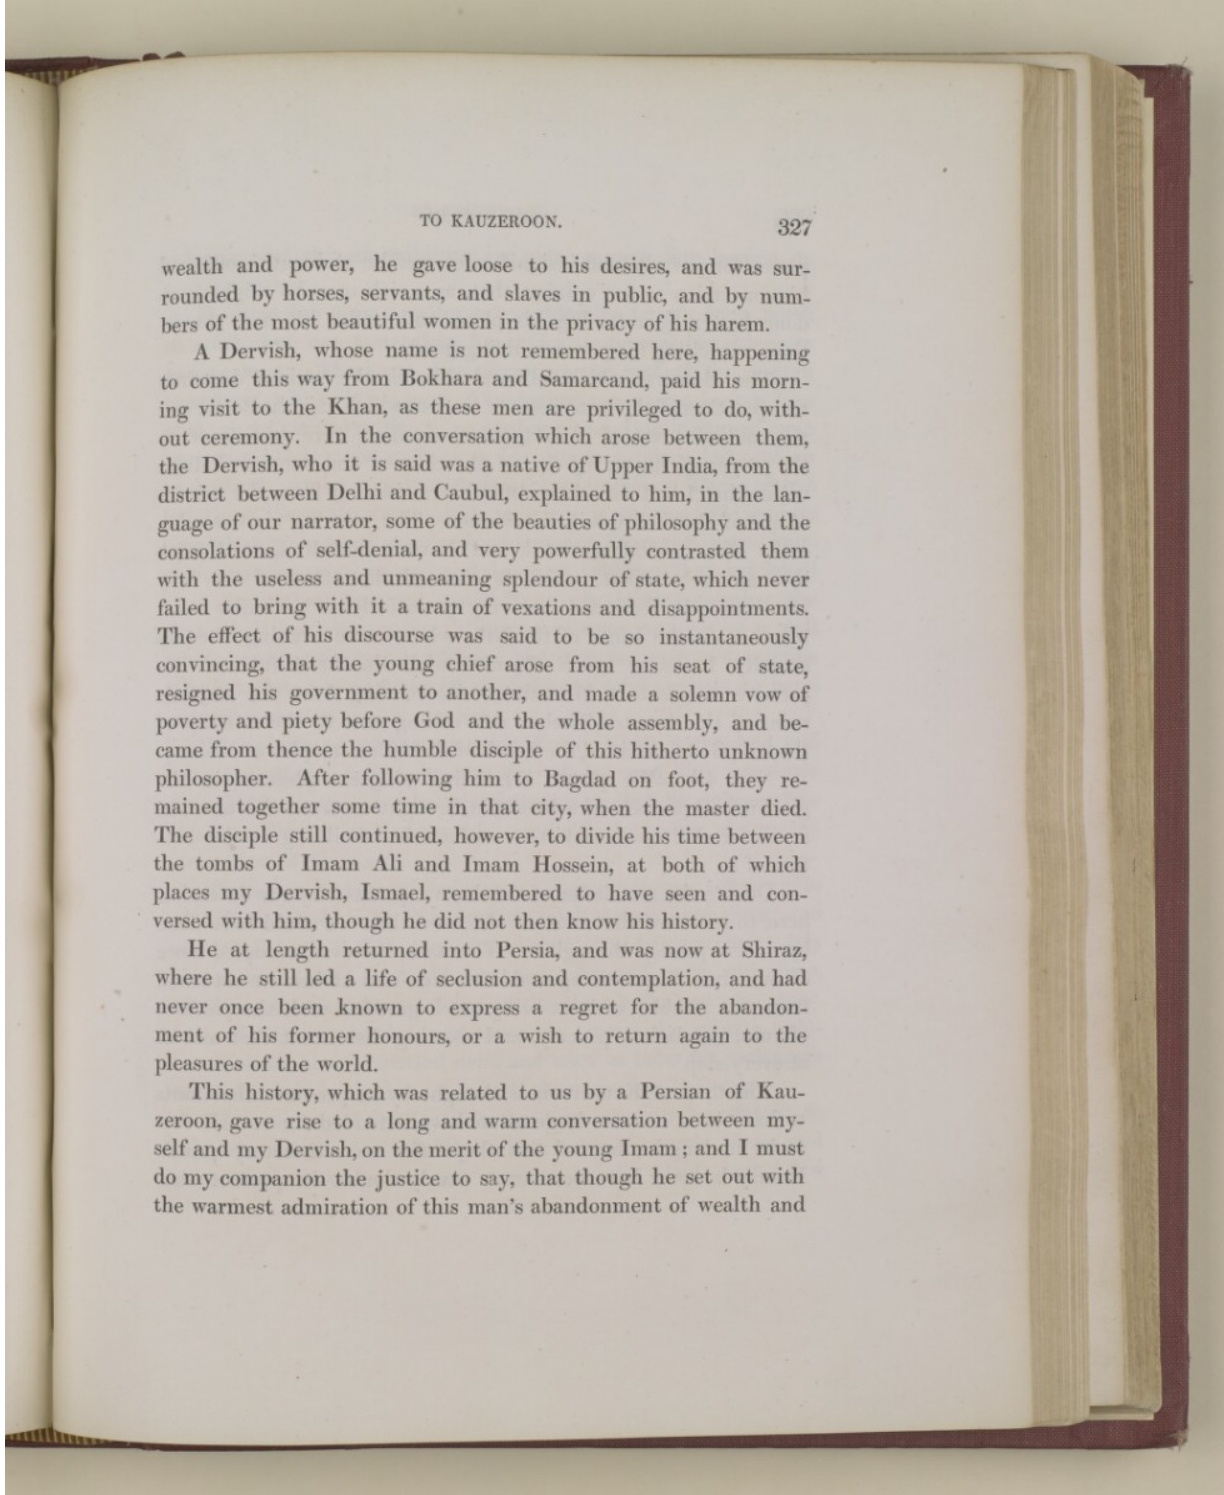 TO KAUZEROON. 327
wealth and power, he gave loose to his desires, and was sur-
rounded by horses, servants, and slaves in public, and by num-
bers of the most beautiful women in the privacy of his harem.
A Dervish, whose name is not remembered here, happening
to come this way from Bokhara and Samarcand, paid his morn-
ing visit to the Khan, as these men are privileged to do, with-
out ceremony. In the conversation which arose between them,
the Dervish, who it is said was a native of Upper India, from the
district between Delhi and Caubul, explained to him, in the lan-
guage of our narrator, some of the beauties of philosophy and the
consolations of self-denial, and very powerfully contrasted them
with the useless and unmeaning splendour of state, which never
failed to bring with it a train of vexations and disappointments.
The effect of his discourse was said to be so instantaneously
convincing, that the young chief arose from his seat of state,
resigned his government to another, and made a solemn vow of
poverty and piety before God and the whole assembly, and be-
came from thence the humble disciple of this hitherto unknown
philosopher. After following him to Bagdad on foot, they re-
mained together some time in that city, when the master died.
The disciple still continued, however, to divide his time between
the tombs of Imam Ali and Imam Hossein, at both of which
places my Dervish, Ismael, remembered to have seen and con-
versed with him, though he did not then know his history.
He at length returned into Persia, and was now at Shiraz,
where he still led a life of seclusion and contemplation, and had
never once been known to express a regret for the abandon-
ment of his former honours, or a wish to return again to the
pleasures of the world.
This history, which was related to us by a Persian of Kau-
zeroon, gave rise to a long and warm conversation between my-
self and my Dervish, on the merit of the young Imam ; and I must
do my companion the justice to say, that though he set out with
the warmest admiration of this man's abandonment of wealth and